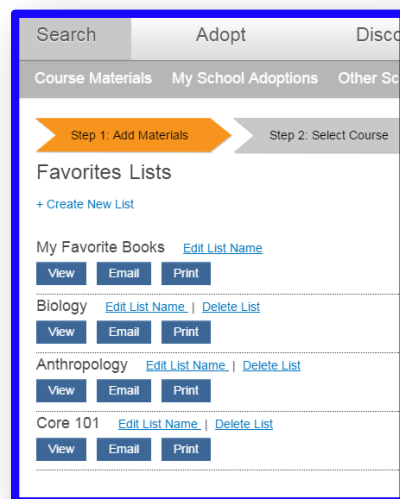 Search Adopt Disco
Course Materials My School Adoptions Other Sc
Step 1: Add Materials Step 2: Select Course
Favorites Lists
+ Create New List
My Favorite Books Edit List Name
View Email Print
Biology Edit List Name | Delete List
View Email Print
Anthropology Edit List Name | Delete List
View Email Print
Core 101 Edit List Name | Delete List
View Email Print